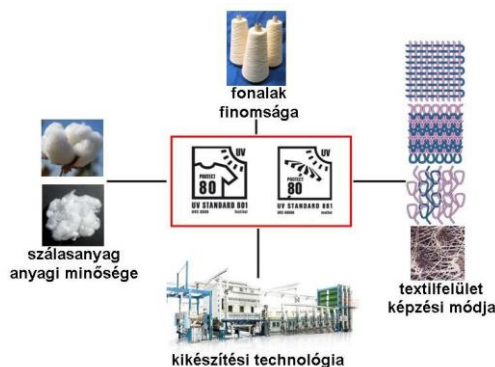 fonalak
finomsága
UV
PROTECT
80
UV STANDARD 801
UV
PROTECT
80
UV STANDARD 801
szálasanyag
anyagi minősége
textilfelület
képzési módja
kikészítési technológia